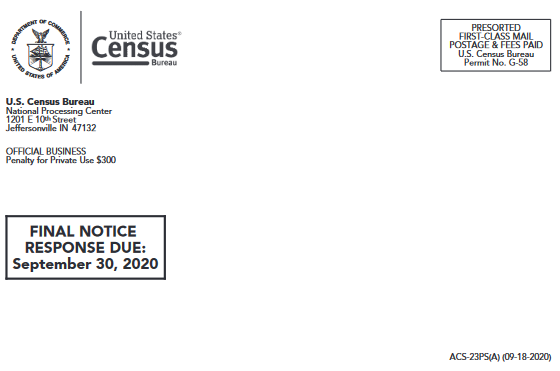 DEPARTMENT OF COMMERCE
UNITED STATES OF AMERICA
United States®
Census
Bureau
PRESORTED
FIRST-CLASS MAIL
POSTAGE & FEES PAID
U.S. Census Bureau
Permit No. G-58
U.S. Census Bureau
National Processing Center
1201 E 10th Street
Jeffersonville IN 47132
OFFICIAL BUSINESS
Penalty for Private Use $300
FINAL NOTICE
RESPONSE DUE:
September 30, 2020
ACS-23PS(A) (09-18-2020)